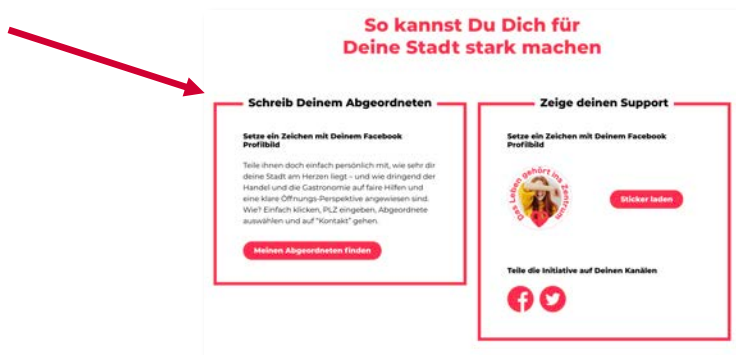 So kannst Du Dich für
Deine Stadt stark machen
Schreib Deinem Abgeordneten
Setze ein Zeichen mit Deinem Facebook
Profilbild
Teile ihnen doch einfach persönlich mit, wie sehr dir
deine Stadt am Herzen liegt – und wie dringend der
Handel und die Gastronomie auf faire Hilfen und
eine klare Öffnungs-Perspektive angewiesen sind.
Wie? Einfach klicken, PLZ eingeben, Abgeordnete
auswählen und auf "Kontakt" gehen.
Meinen Abgeordneten finden
Zeige deinen Support
Setze ein Zeichen mit Deinem Facebook
Profilbild
Das Leben gehört ins Zentrum
Sticker laden
Teile die Initiative auf Deinen Kanälen